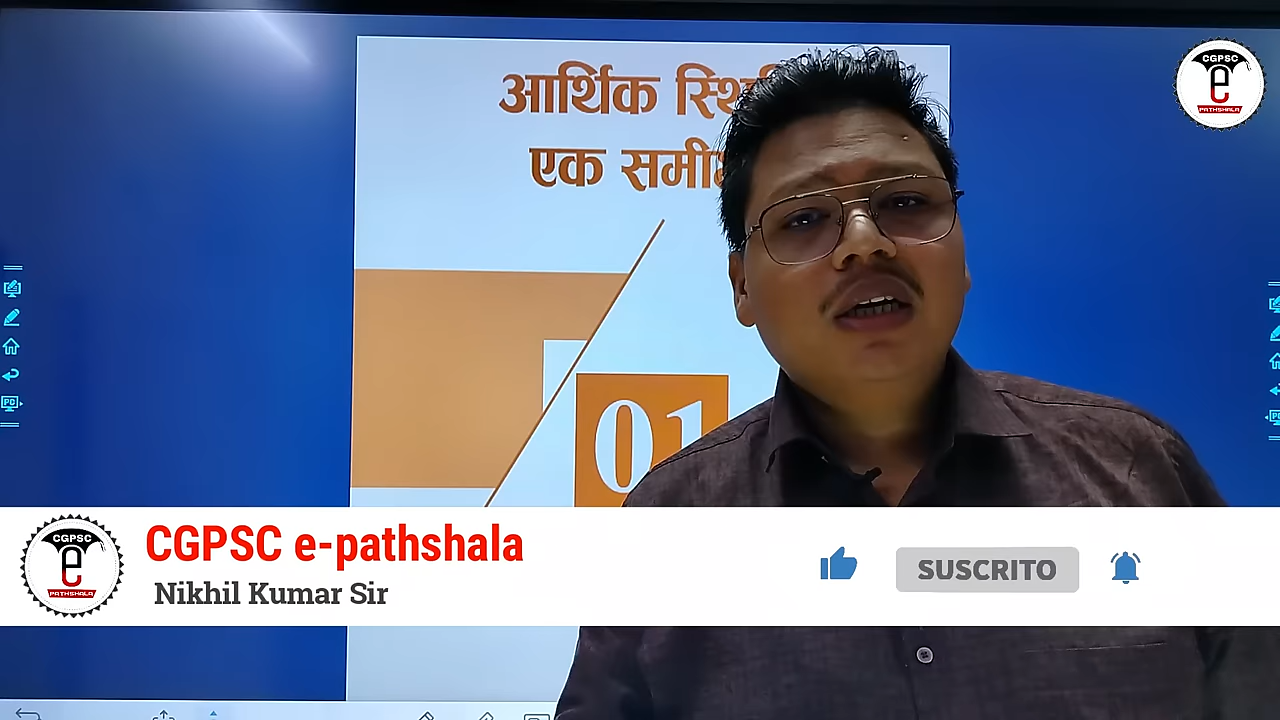 आर्थिक
एक
CGPSC
e
PATHSHALA
01
CGPSC
e
PATHSHALA
CGPSC e-pathshala
Nikhil Kumar Sir
SUSCRITO